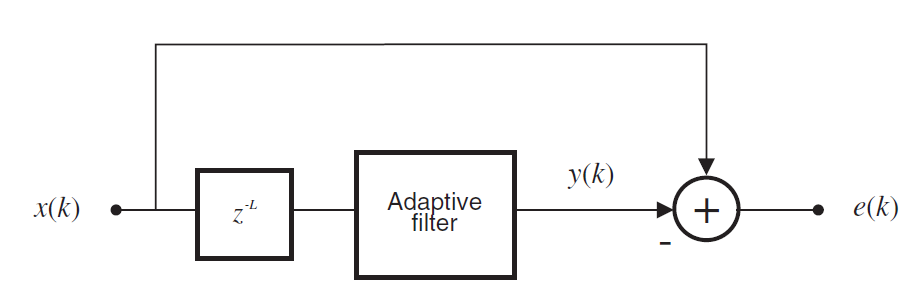 x(k)
z^-L
Adaptive
filter
y(k)
+
-
e(k)